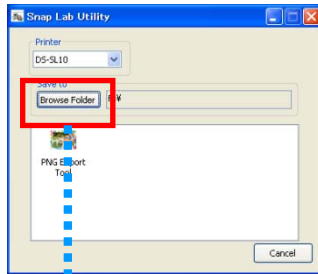 Snap Lab Utility
Printer
DS-SL10
Save to
Browse Folder
PNG Export
Tool
Cancel